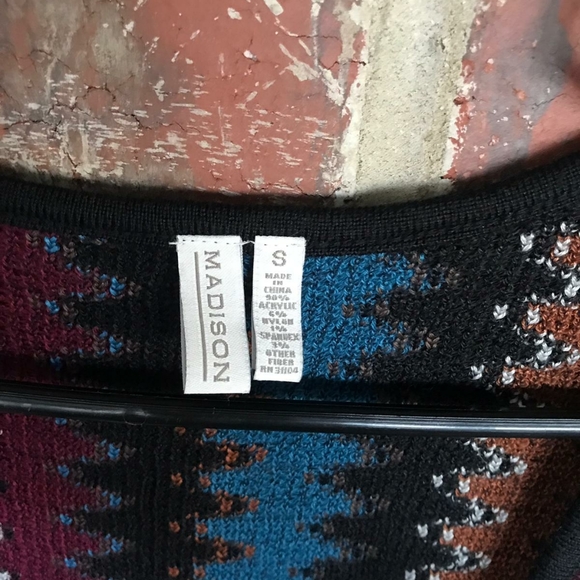 MADISON
S
MADE
IN
CHINA
90%
ACRYLIC
6%
NYLON
1%
SPANDEX
3%
OTHER
FIBER